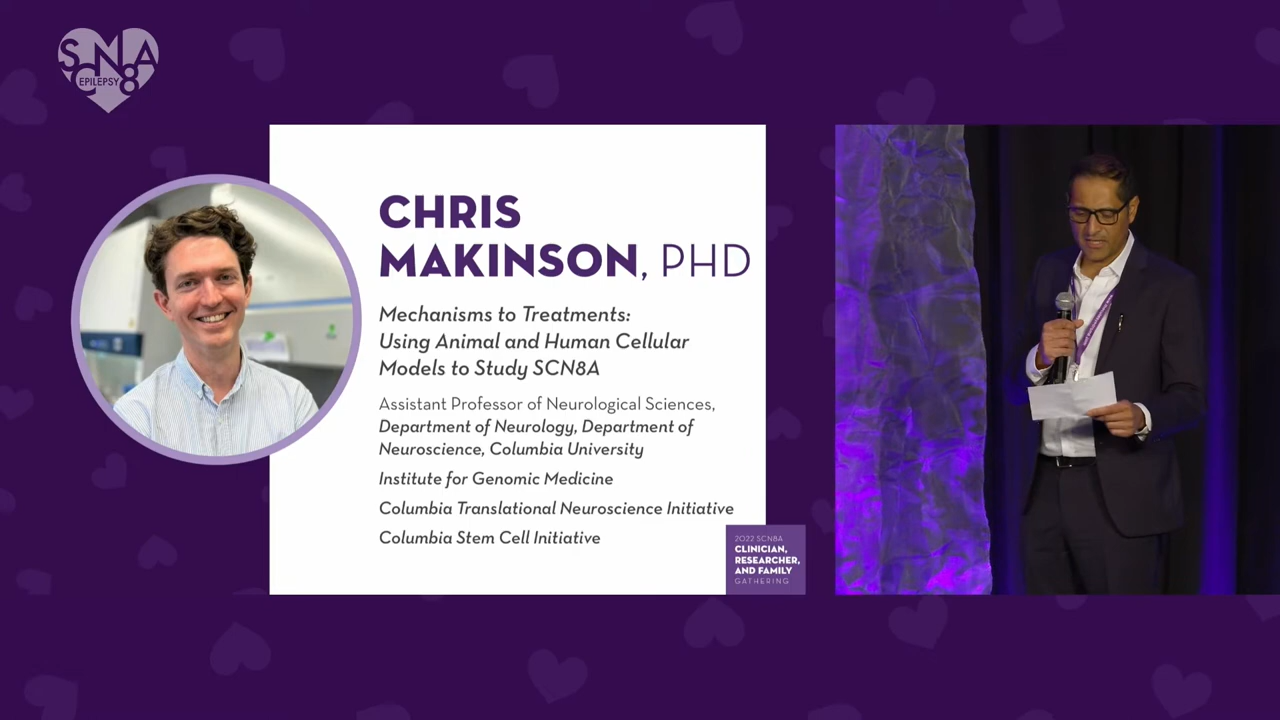 SCN8A
EPILEPSY
CHRIS
MAKINSON, PHD
Mechanisms to Treatments:
Using Animal and Human Cellular
Models to Study SCN8A
Assistant Professor of Neurological Sciences,
Department of Neurology, Department of
Neuroscience, Columbia University
Institute for Genomic Medicine
Columbia Translational Neuroscience Initiative
Columbia Stem Cell Initiative
2022 SCN8A
CLINICIAN,
RESEARCHER,
AND FAMILY
GATHERING